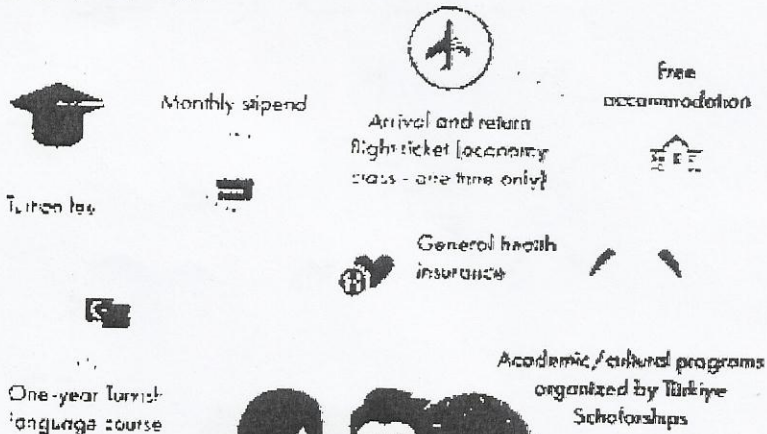 Monthly stipend
Arrival and return
flight ticket (economy
class - one time only)
Free
accommodation
Tuition fee
General health
insurance
One-year Turkish
language course
Academic/cultural programs
organized by Türkiye
Scholarships